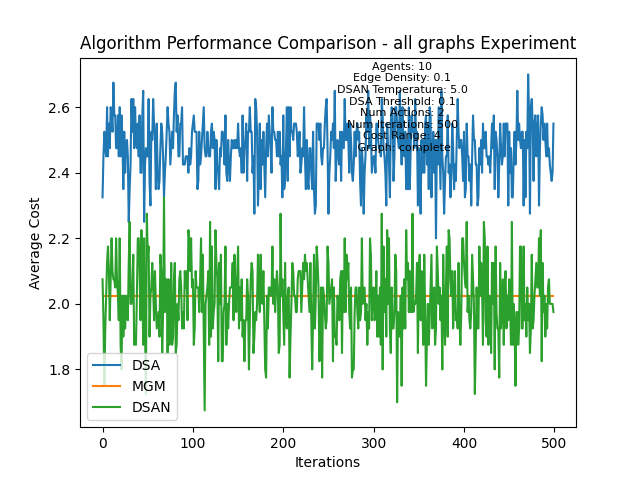 Algorithm Performance Comparison - all graphs Experiment
Agents: 10
Edge Density: 0.1
DSAN Temperature: 5.0
DSA Threshold: 0.1
Num Actions: 2
Num Iterations: 500
Cost Range: 4
Graph: complete
2.6
2.4
2.2
2.0
1.8
Average Cost
DSA
MGM
DSAN
0
100
200
300
400
500
Iterations